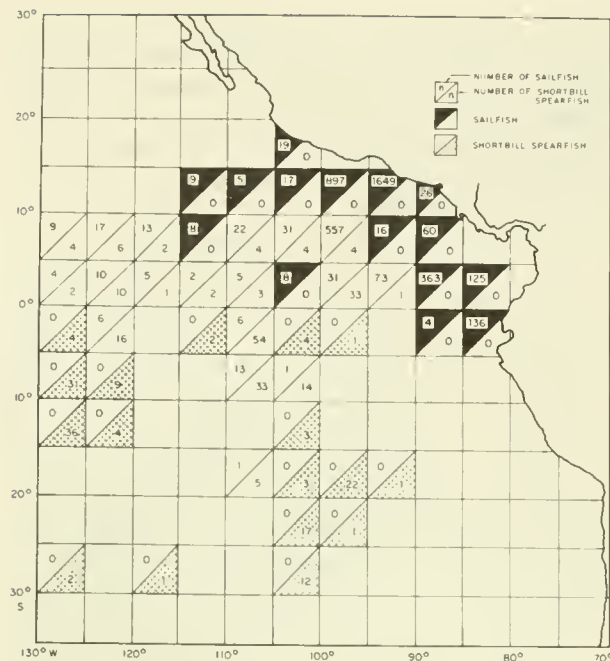 30°
NUMBER OF SAILFISH
n/n NUMBER OF SHORTBILL
SPEARFISH
20°
SAILFISH
SHORTBILL SPEARFISH
19 0
9 0 5 0 17 0 897 0 1649 0 26 0
10°
9 4 17 6 13 2 8 0 22 4 31 4 557 4 16 0 60 0
4 2 10 10 5 1 2 2 5 3 8 0 31 33 73 1 363 0 125 0
0°
0 4 6 16 0 2 6 54 0 4 0 1 4 0 136 0
0 31 0 9 13 33 1 14
10°
0 36 0 4 0 3
1 5 0 3 0 22 0 1
20°
0 17 0 1
0 2 0 1 0 12
30°
S
130° W 120° 110° 100° 90° 80° 70°